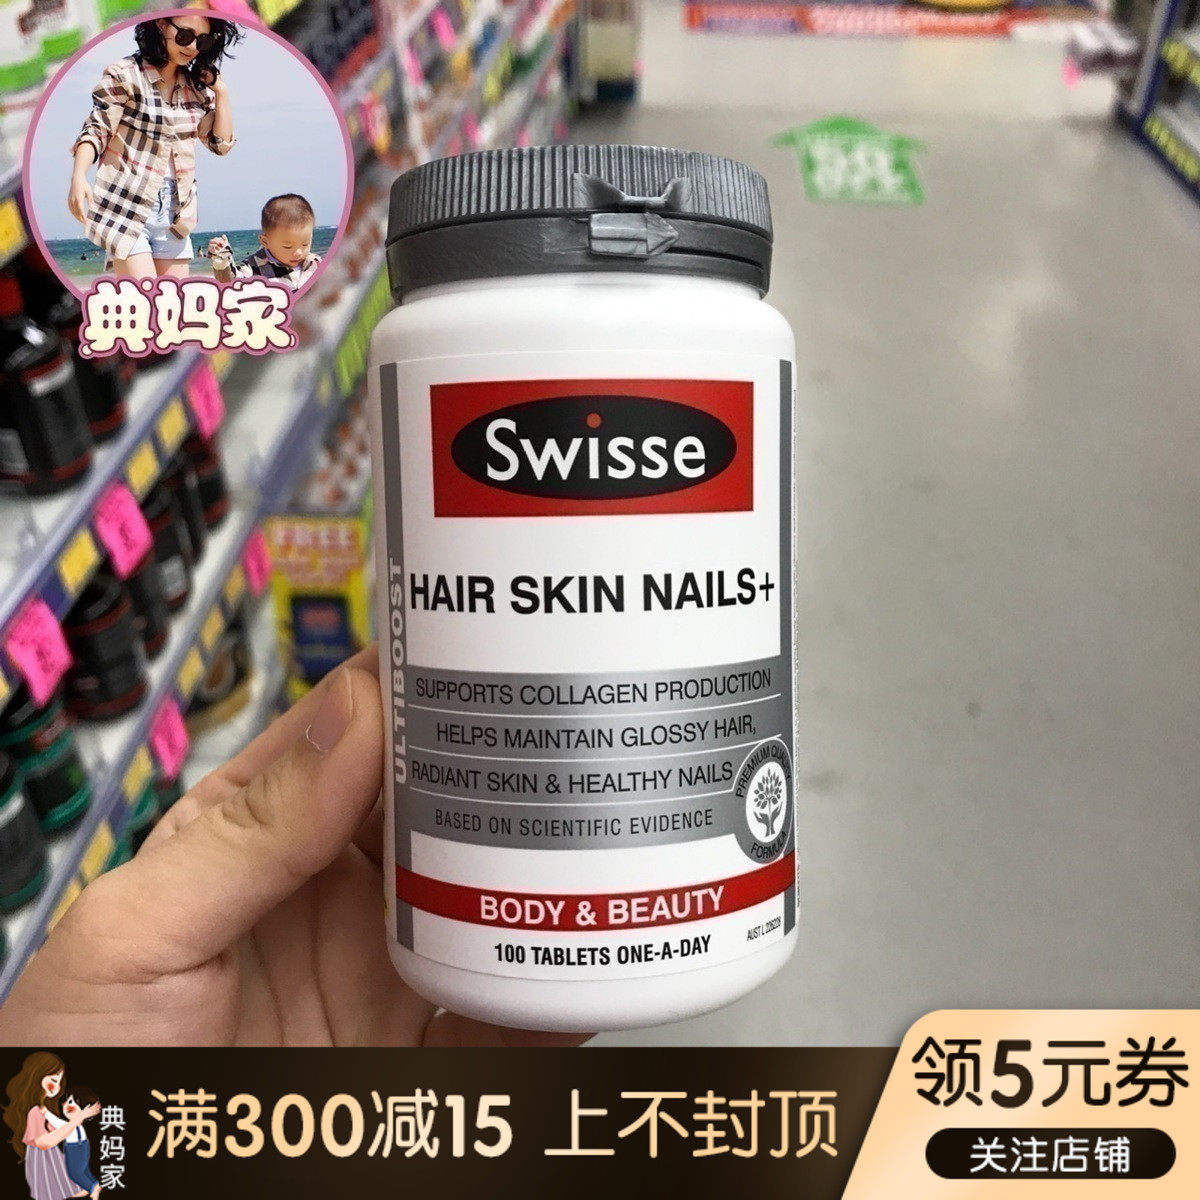 典妈家
FREE
Swisse
ULTIBOOST
HAIR SKIN NAILS+
SUPPORTS COLLAGEN PRODUCTION
HELPS MAINTAIN GLOSSY HAIR,
RADIANT SKIN & HEALTHY NAILS
BASED ON SCIENTIFIC EVIDENCE
PREMIUM QUALITY
FORMULA
BODY & BEAUTY
100 TABLETS ONE-A-DAY
典妈家
满300减15 上不封顶
领5元券
关注店铺